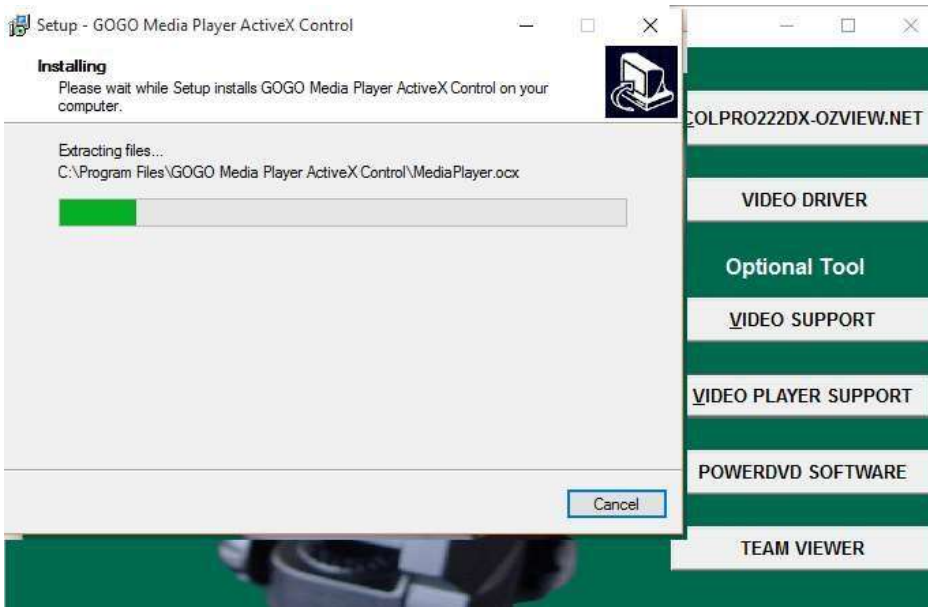 Setup - GOGO Media Player ActiveX Control
Installing
Please wait while Setup installs GOGO Media Player ActiveX Control on your
computer.
Extracting files...
C:\Program Files\GOGO Media Player ActiveX Control\MediaPlayer.ocx
Cancel
COLPRO222DX-OZVIEW.NET
VIDEO DRIVER
Optional Tool
VIDEO SUPPORT
VIDEO PLAYER SUPPORT
POWERDVD SOFTWARE
TEAM VIEWER